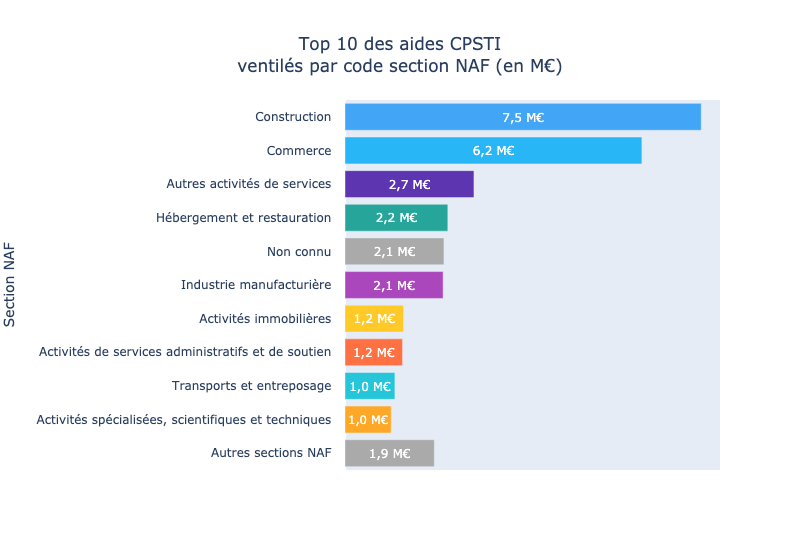 Top 10 des aides CPSTI
ventilés par code section NAF (en M€)
Section NAF
Construction 7,5 M€
Commerce 6,2 M€
Autres activités de services 2,7 M€
Hébergement et restauration 2,2 M€
Non connu 2,1 M€
Industrie manufacturière 2,1 M€
Activités immobilières 1,2 M€
Activités de services administratifs et de soutien 1,2 M€
Transports et entreposage 1,0 M€
Activités spécialisées, scientifiques et techniques 1,0 M€
Autres sections NAF 1,9 M€